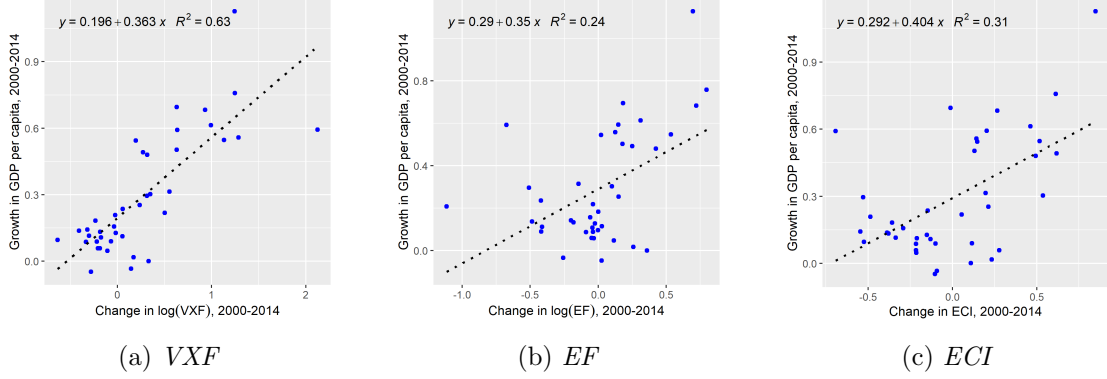 y = 0.196 + 0.363 x R² = 0.63
Growth in GDP per capita, 2000-2014
0.9
0.6
0.3
0.0
0
1
2
Change in log(VXF), 2000-2014
(a) VXF
y = 0.29 + 0.35 x R² = 0.24
Growth in GDP per capita, 2000-2014
0.8
0.4
0.0
-1.0
-0.5
0.0
0.5
Change in log(EF), 2000-2014
(b) EF
y = 0.292 + 0.404 x R² = 0.31
Growth in GDP per capita, 2000-2014
0.9
0.6
0.3
0.0
-0.5
0.0
0.5
Change in ECI, 2000-2014
(c) ECI